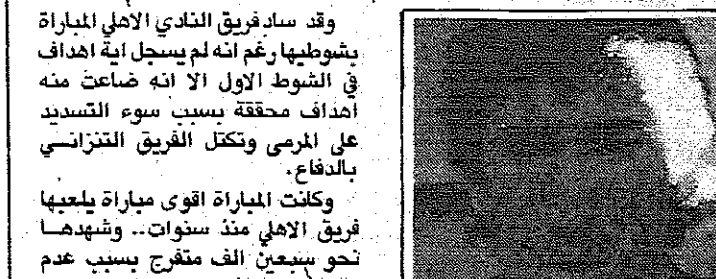 وقد ساد فريق النادي الاهلي المباراة
بشوطيها رغم انه لم يسجل اية اهداف
في الشوط الاول الا انه ضاعت منه
اهداف محققة بسبب سوء التسديد
على المرمى وتكتل الفريق التنزانسي
بالدفاع.
وكانت المباراة اقوى مباراة يلعبها
فريق الاهلي منذ سنوات.. وشهدهـا
نحو سبعين الف متفرج بسبب عدم